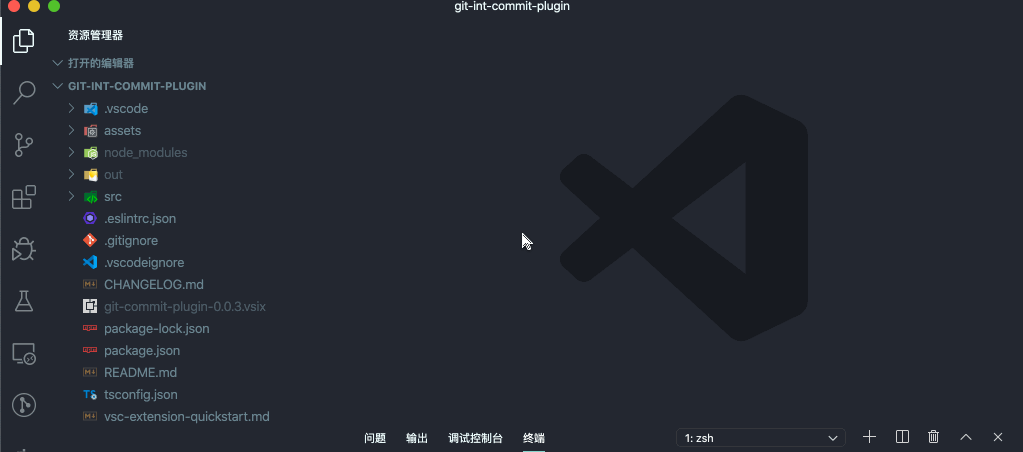 git-int-commit-plugin
资源管理器
打开的编辑器
GIT-INT-COMMIT-PLUGIN
.vscode
assets
node_modules
out
src
.eslintrc.json
.gitignore
.vscodeignore
CHANGELOG.md
git-commit-plugin-0.0.3.vsix
package-lock.json
package.json
README.md
tsconfig.json
vsc-extension-quickstart.md
问题 输出 调试控制台 终端 1: zsh